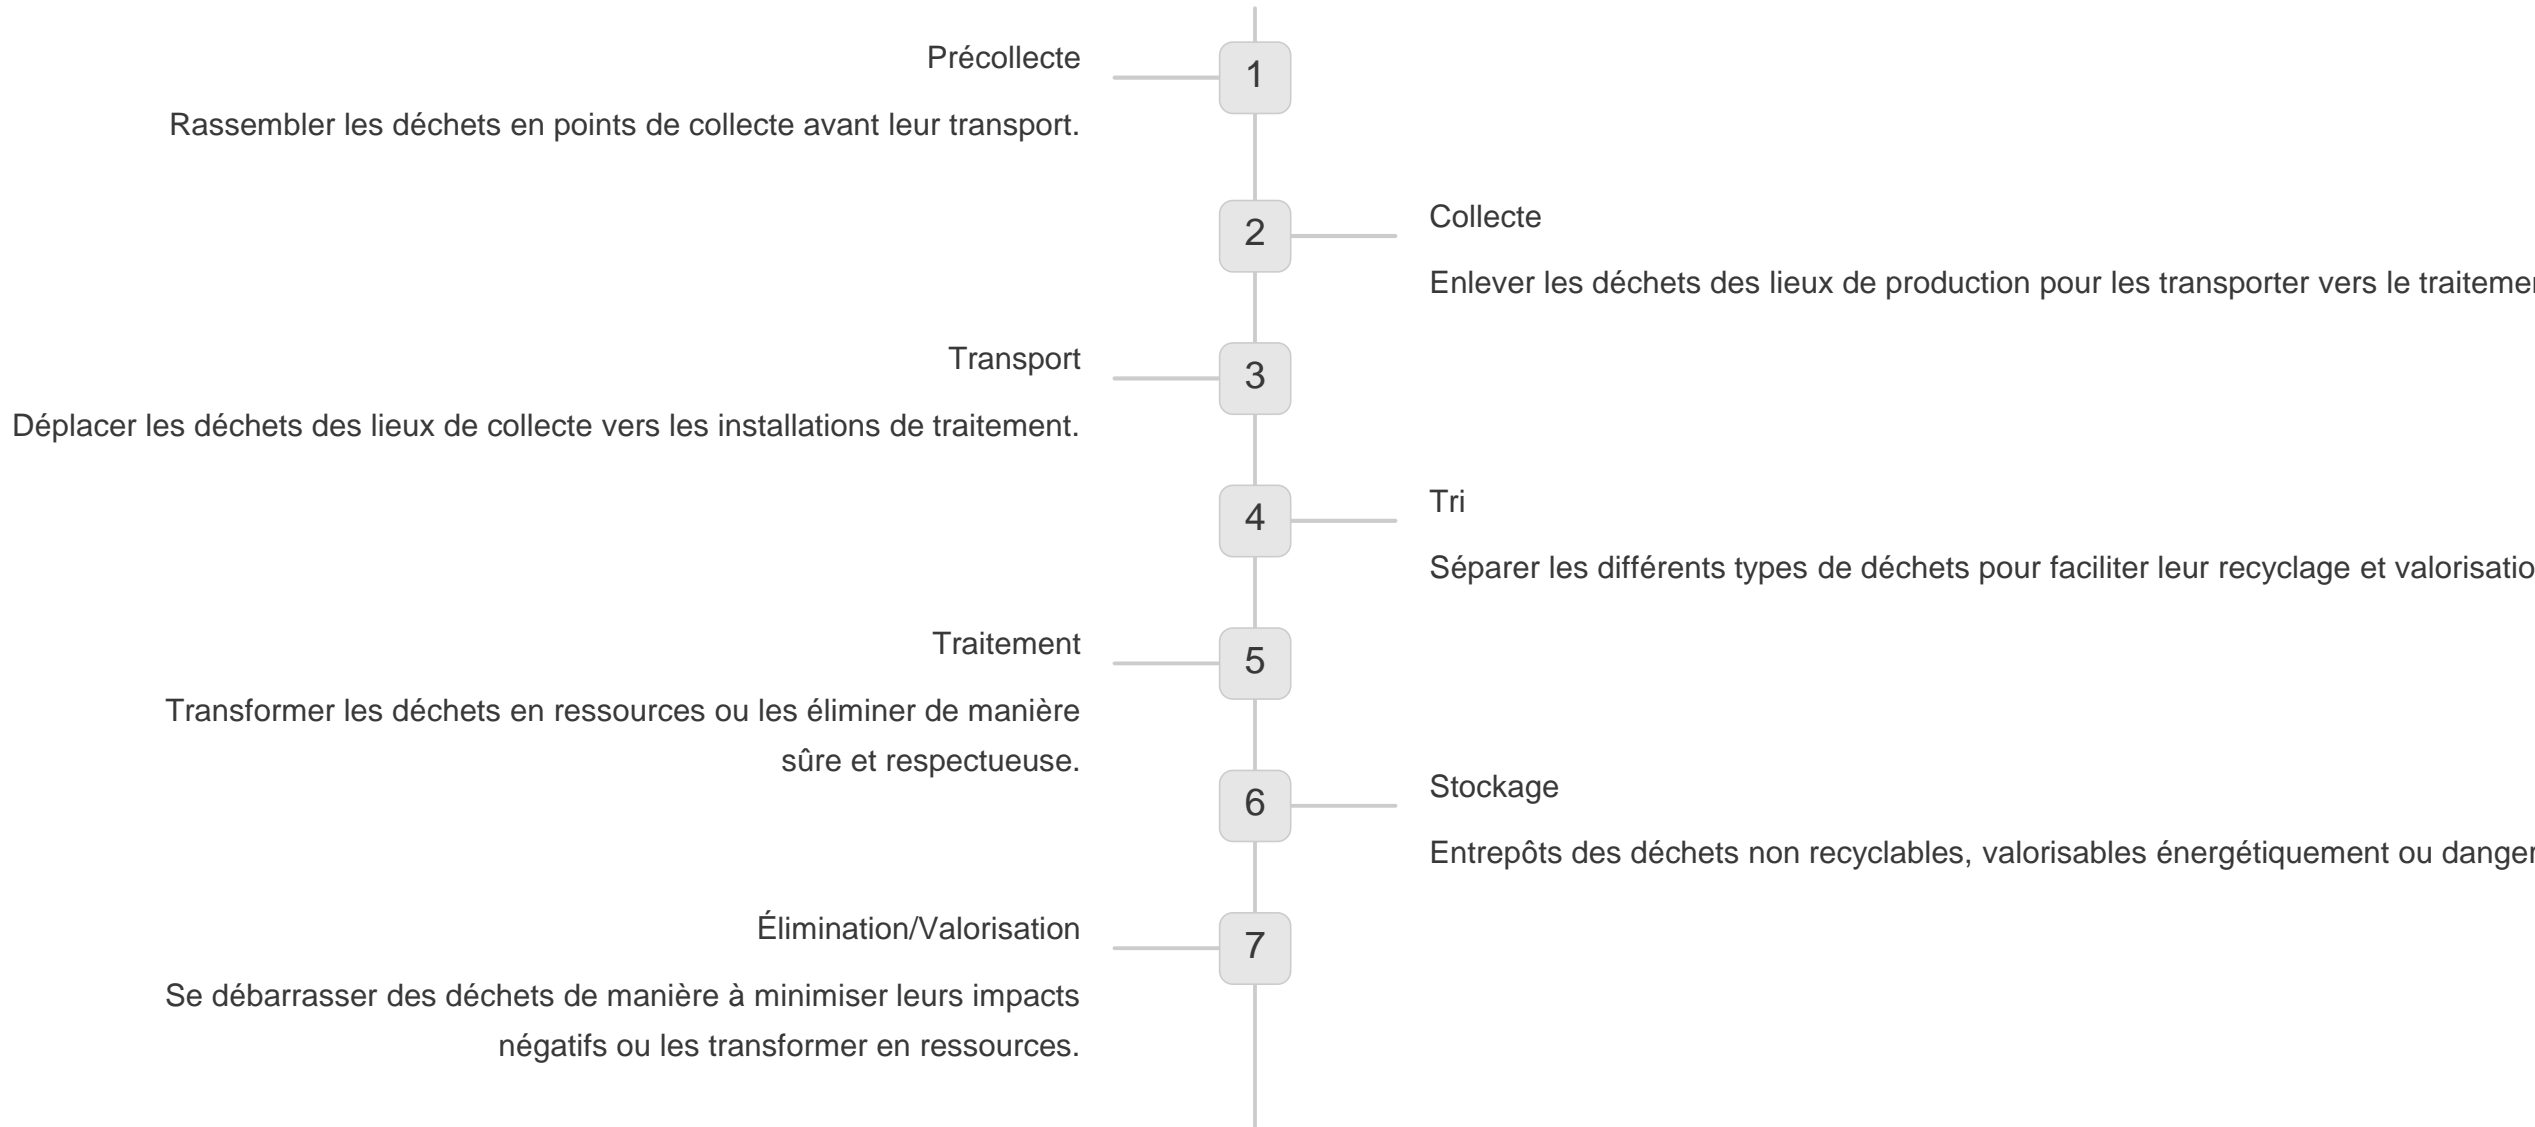 Précollecte
1
Rassembler les déchets en points de collecte avant leur transport.
2
Collecte
Enlever les déchets des lieux de production pour les transporter vers le
Transport
3
Déplacer les déchets des lieux de collecte vers les installations de traitement.
4
Tri
Séparer les différents types de déchets pour faciliter leur recyclage et
Traitement
5
Transformer les déchets en ressources ou les éliminer de manière
sûre et respectueuse.
6
Stockage
Entrepôts des déchets non recyclables, valorisables énergétiquement ou
Élimination/Valorisation
7
Se débarrasser des déchets de manière à minimiser leurs impacts
négatifs ou les transformer en ressources.